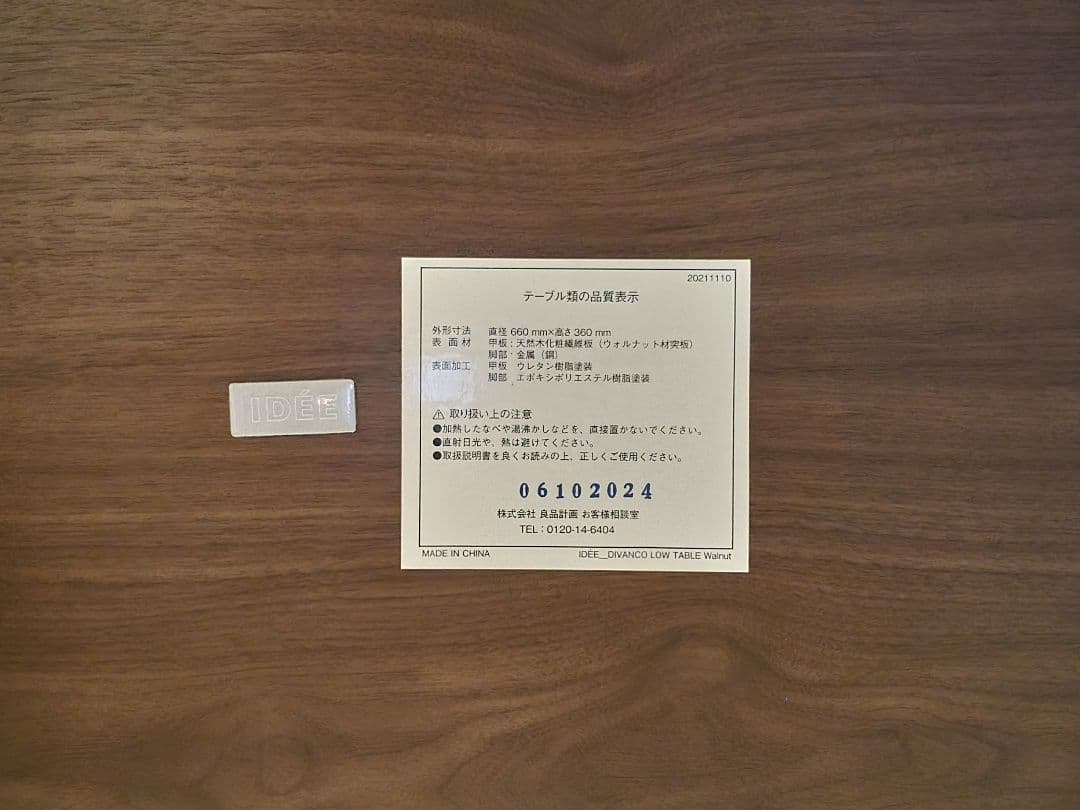 IDÉE
20211110
テーブル類の品質表示
外形寸法 直径 660 mm×高さ 360 mm
表面材 甲板：天然木化粧繊維板（ウォルナット材突板）
脚部：金属（鋼）
表面加工 甲板 ウレタン樹脂塗装
脚部 エポキシポリエステル樹脂塗装
⚠ 取り扱い上の注意
●加熱したなべや湯沸かしなどを、直接置かないでください。
●直射日光や、熱は避けてください。
●取扱説明書を良くお読みの上、正しくご使用ください。
06102024
株式会社 良品計画 お客様相談室
TEL：0120-14-6404
MADE IN CHINA IDÉE__DIVANCO LOW TABLE Walnut